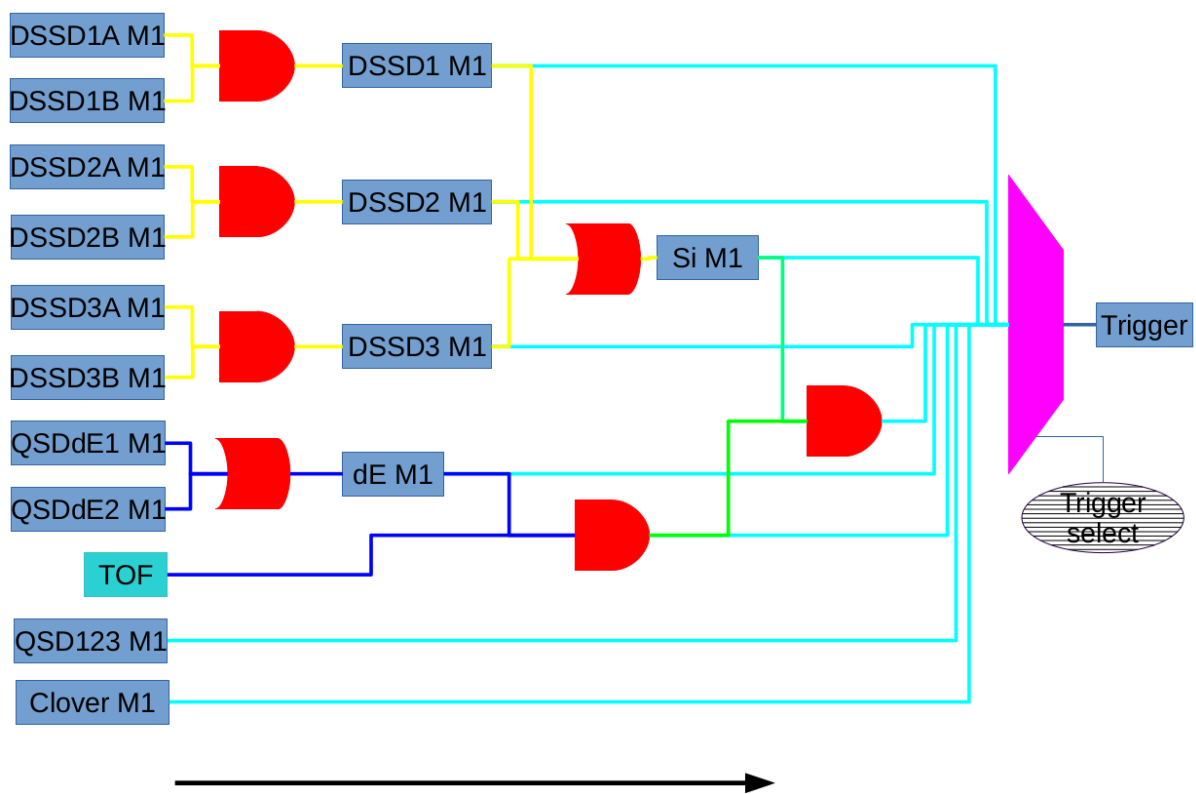 DSSD1A M1
DSSD1B M1
DSSD1 M1
DSSD2A M1
DSSD2B M1
DSSD2 M1
Si M1
DSSD3A M1
DSSD3B M1
DSSD3 M1
Trigger
QSDdE1 M1
QSDdE2 M1
dE M1
Trigger
select
TOF
QSD123 M1
Clover M1